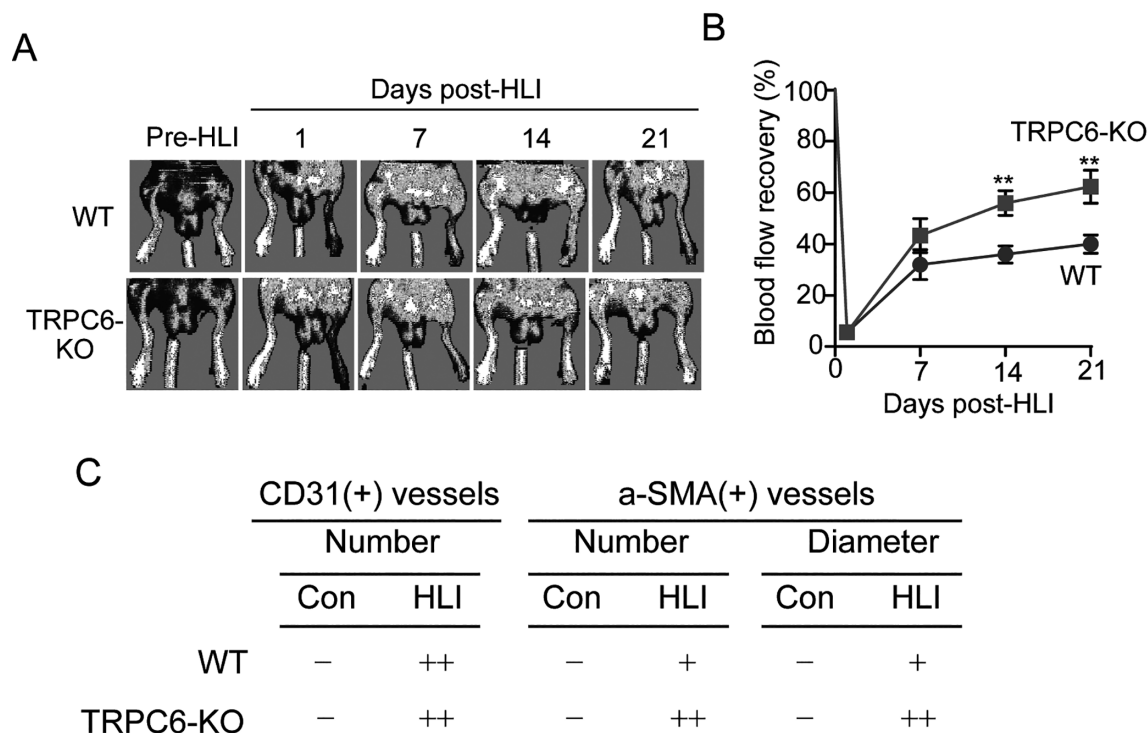 A
Days post-HLI
Pre-HLI 1 7 14 21
WT
TRPC6-
KO
B
Blood flow recovery (%)
100
80
60
40
20
0
TRPC6-KO
** **
WT
0 7 14 21
Days post-HLI
C
CD31(+) vessels a-SMA(+) vessels
Number Number Diameter
Con HLI Con HLI Con HLI
WT – ++ – + – +
TRPC6-KO – ++ – ++ – ++